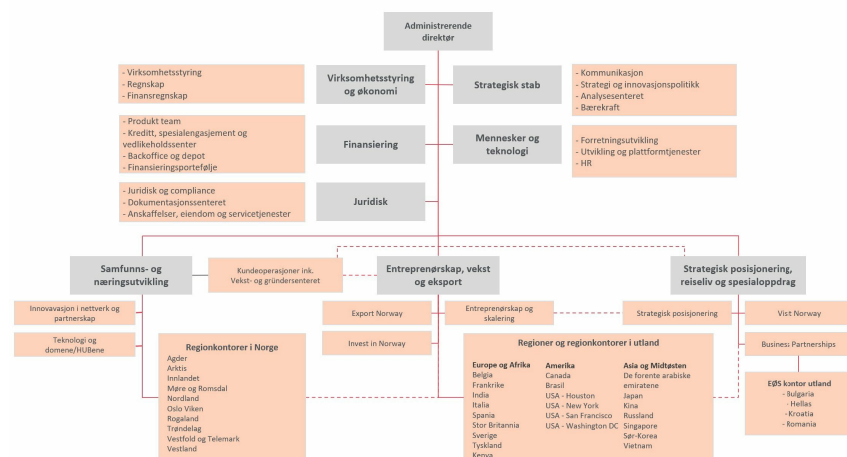 Administrerende
direktør
- Virksomhetsstyring
- Regnskap
- Finansregnskap
Virksomhetsstyring
og økonomi
Strategisk stab
- Kommunikasjon
- Strategi og innovasjonspolitikk
- Analysesenteret
- Bærekraft
- Produkt team
- Kreditt, spesialengasjement og
vedlikeholdssenter
- Backoffice og depot
- Finansieringsportefølje
Finansiering
Mennesker og
teknologi
- Forretningsutvikling
- Utvikling og plattformtjenester
- HR
- Juridisk og compliance
- Dokumentasjonssenteret
- Anskaffelser, eiendom og servicetjenester
Juridisk
Samfunns- og
næringsutvikling
Kundeoperasjoner ink.
Vekst- og gründersenteret
Entreprenørskap, vekst
og eksport
Strategisk posisjonering,
reiseliv og spesialoppdrag
Innovavasjon i nettverk og
partnerskap
Export Norway
Entreprenørskap og
skalering
Strategisk posisjonering
Visit Norway
Teknologi og
domene/HUBene
Invest in Norway
Business Partnerships
Regionkontorer i Norge
Agder
Arktis
Innlandet
Møre og Romsdal
Nordland
Oslo Viken
Rogaland
Trøndelag
Vestfold og Telemark
Vestland
Regioner og regionkontorer i utland
Europe og Afrika
Belgia
Frankrike
India
Italia
Spania
Stor Britannia
Sverige
Tyskland
Kenya
Amerika
Canada
Brasil
USA - Houston
USA - New York
USA - San Francisco
USA - Washington DC
Asia og Midtøsten
De forente arabiske
emiratene
Japan
Kina
Russland
Singapore
Sør-Korea
Vietnam
EØS kontor utland
- Bulgaria
- Hellas
- Kroatia
- Romania